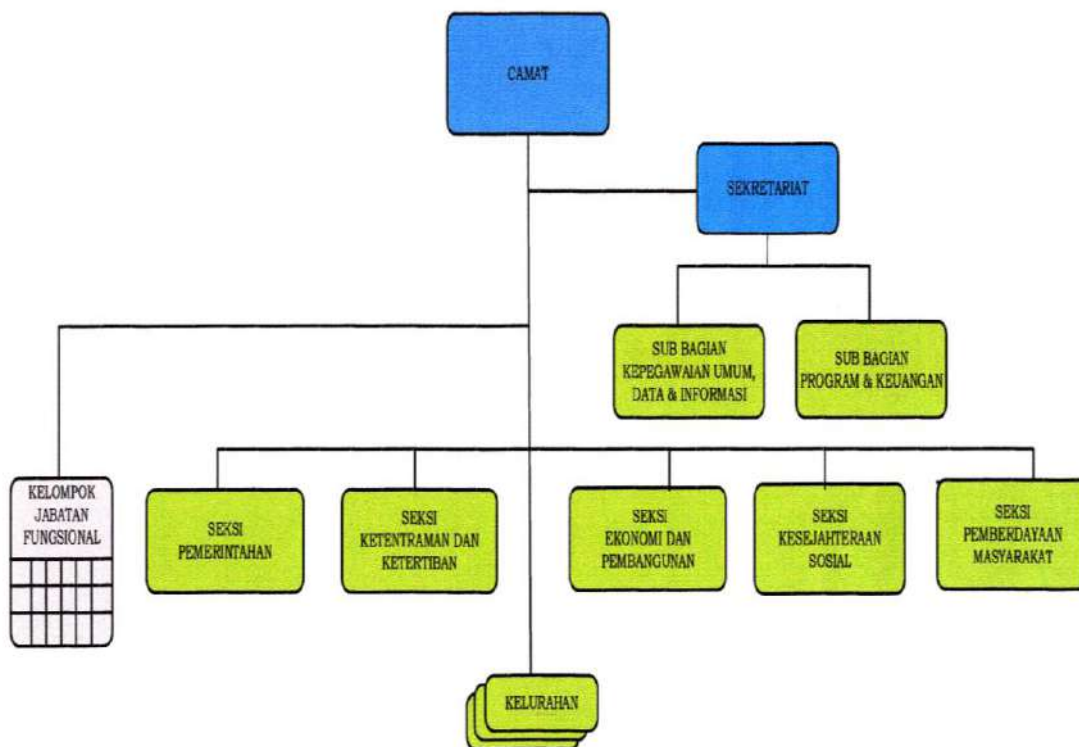 CAMAT
SEKRETARIAT
SUB BAGIAN
KEPEGAWAIAN UMUM,
DATA & INFORMASI
SUB BAGIAN
PROGRAM & KEUANGAN
KELOMPOK
JABATAN
FUNGSIONAL
SEKSI
PEMERINTAHAN
SEKSI
KETENTRAMAN DAN
KETERTIBAN
SEKSI
EKONOMI DAN
PEMBANGUNAN
SEKSI
KESEJAHTERAAN
SOSIAL
SEKSI
PEMBERDAYAAN
MASYARAKAT
KELURAHAN